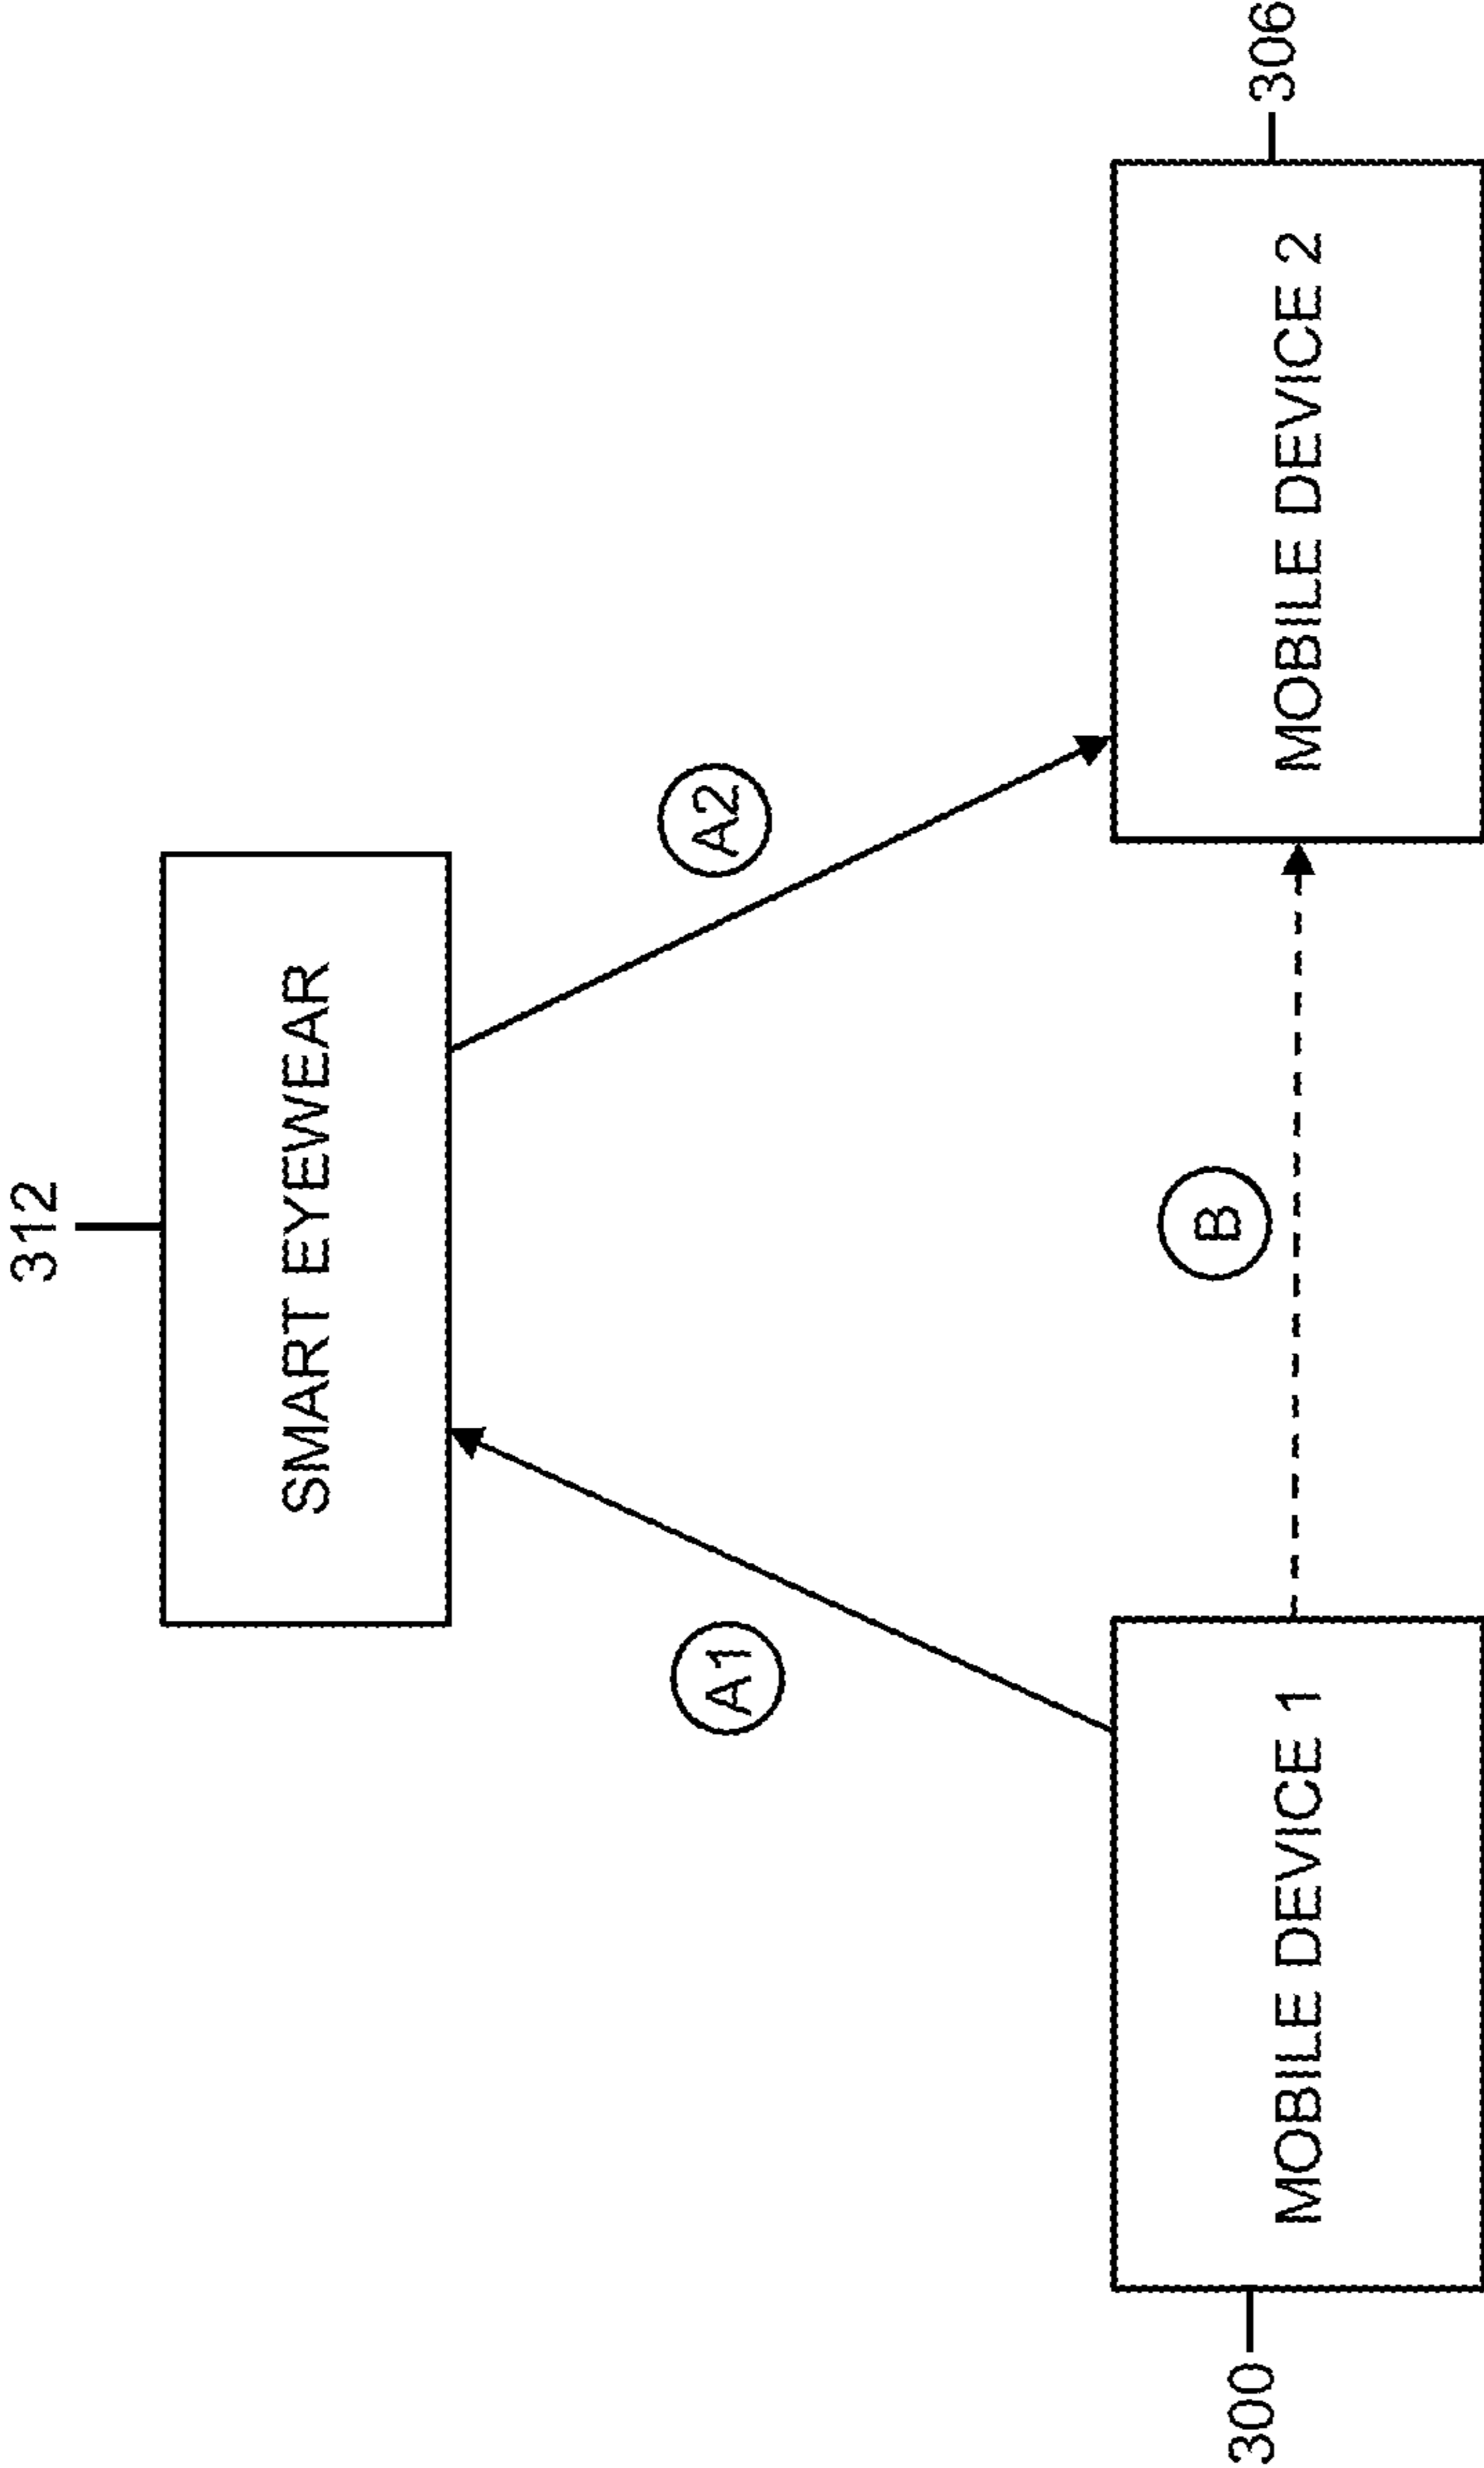 312
SMART EYEWEAR
A1
A2
B
300
MOBILE DEVICE 1
MOBILE DEVICE 2
306